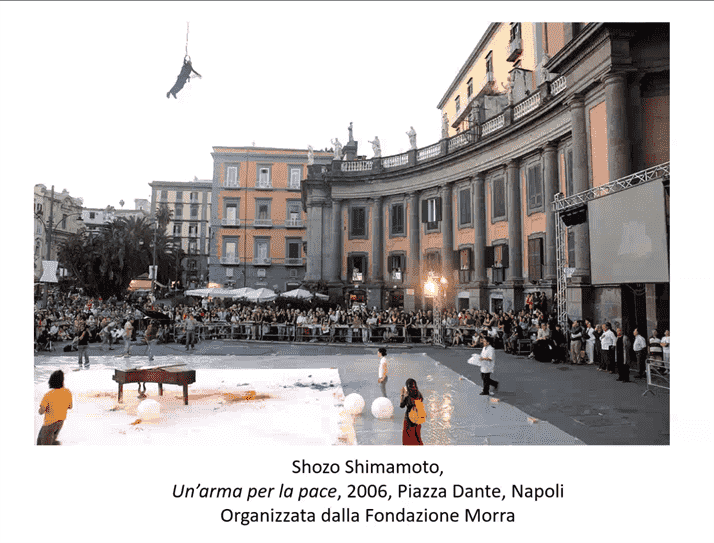 Shozo Shimamoto,
Un’arma per la pace, 2006, Piazza Dante, Napoli
Organizzata dalla Fondazione Morra